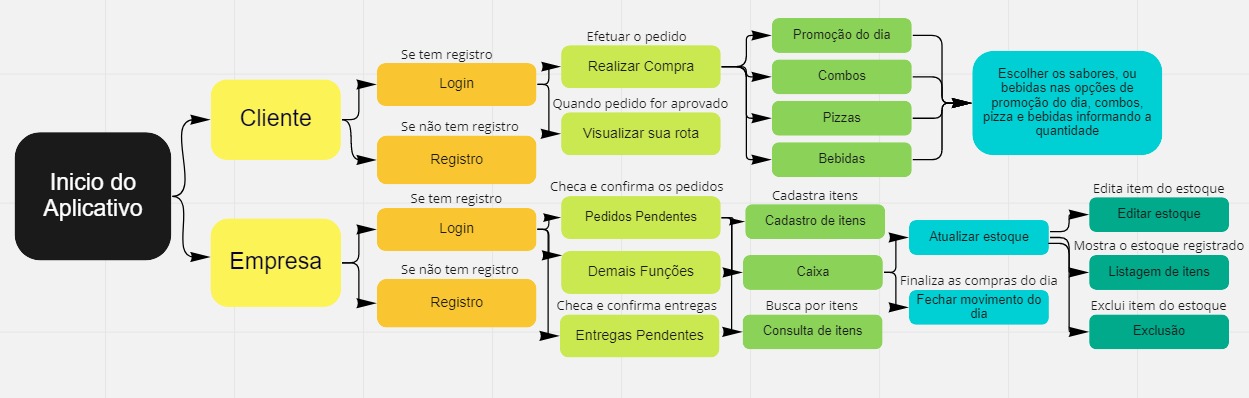 Inicio do
Aplicativo
Cliente
Se tem registro
Login
Se não tem registro
Registro
Efetuar o pedido
Realizar Compra
Quando pedido for aprovado
Visualizar sua rota
Promoção do dia
Combos
Pizzas
Bebidas
Escolher os sabores, ou
bebidas nas opções de
promoção do dia, combos,
pizza e bebidas informando a
quantidade
Empresa
Se tem registro
Login
Se não tem registro
Registro
Checa e confirma os pedidos
Pedidos Pendentes
Demais Funções
Checa e confirma entregas
Entregas Pendentes
Cadastra itens
Cadastro de itens
Caixa
Busca por itens
Consulta de itens
Atualizar estoque
Finaliza as compras do dia
Fechar movimento do
dia
Edita item do estoque
Editar estoque
Mostra o estoque registrado
Listagem de itens
Exclui item do estoque
Exclusão